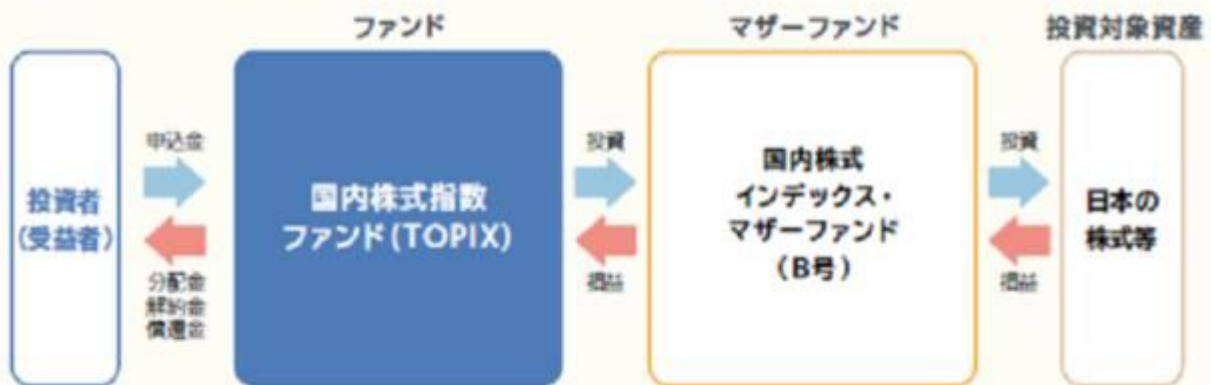 ファンド
マザーファンド
投資対象資産
投資者
(受益者)
申込金
分配金
解約金
償還金
国内株式指数
ファンド(TOPIX)
投資
損益
国内株式
インデックス・
マザーファンド
(B号)
投資
損益
日本の
株式等